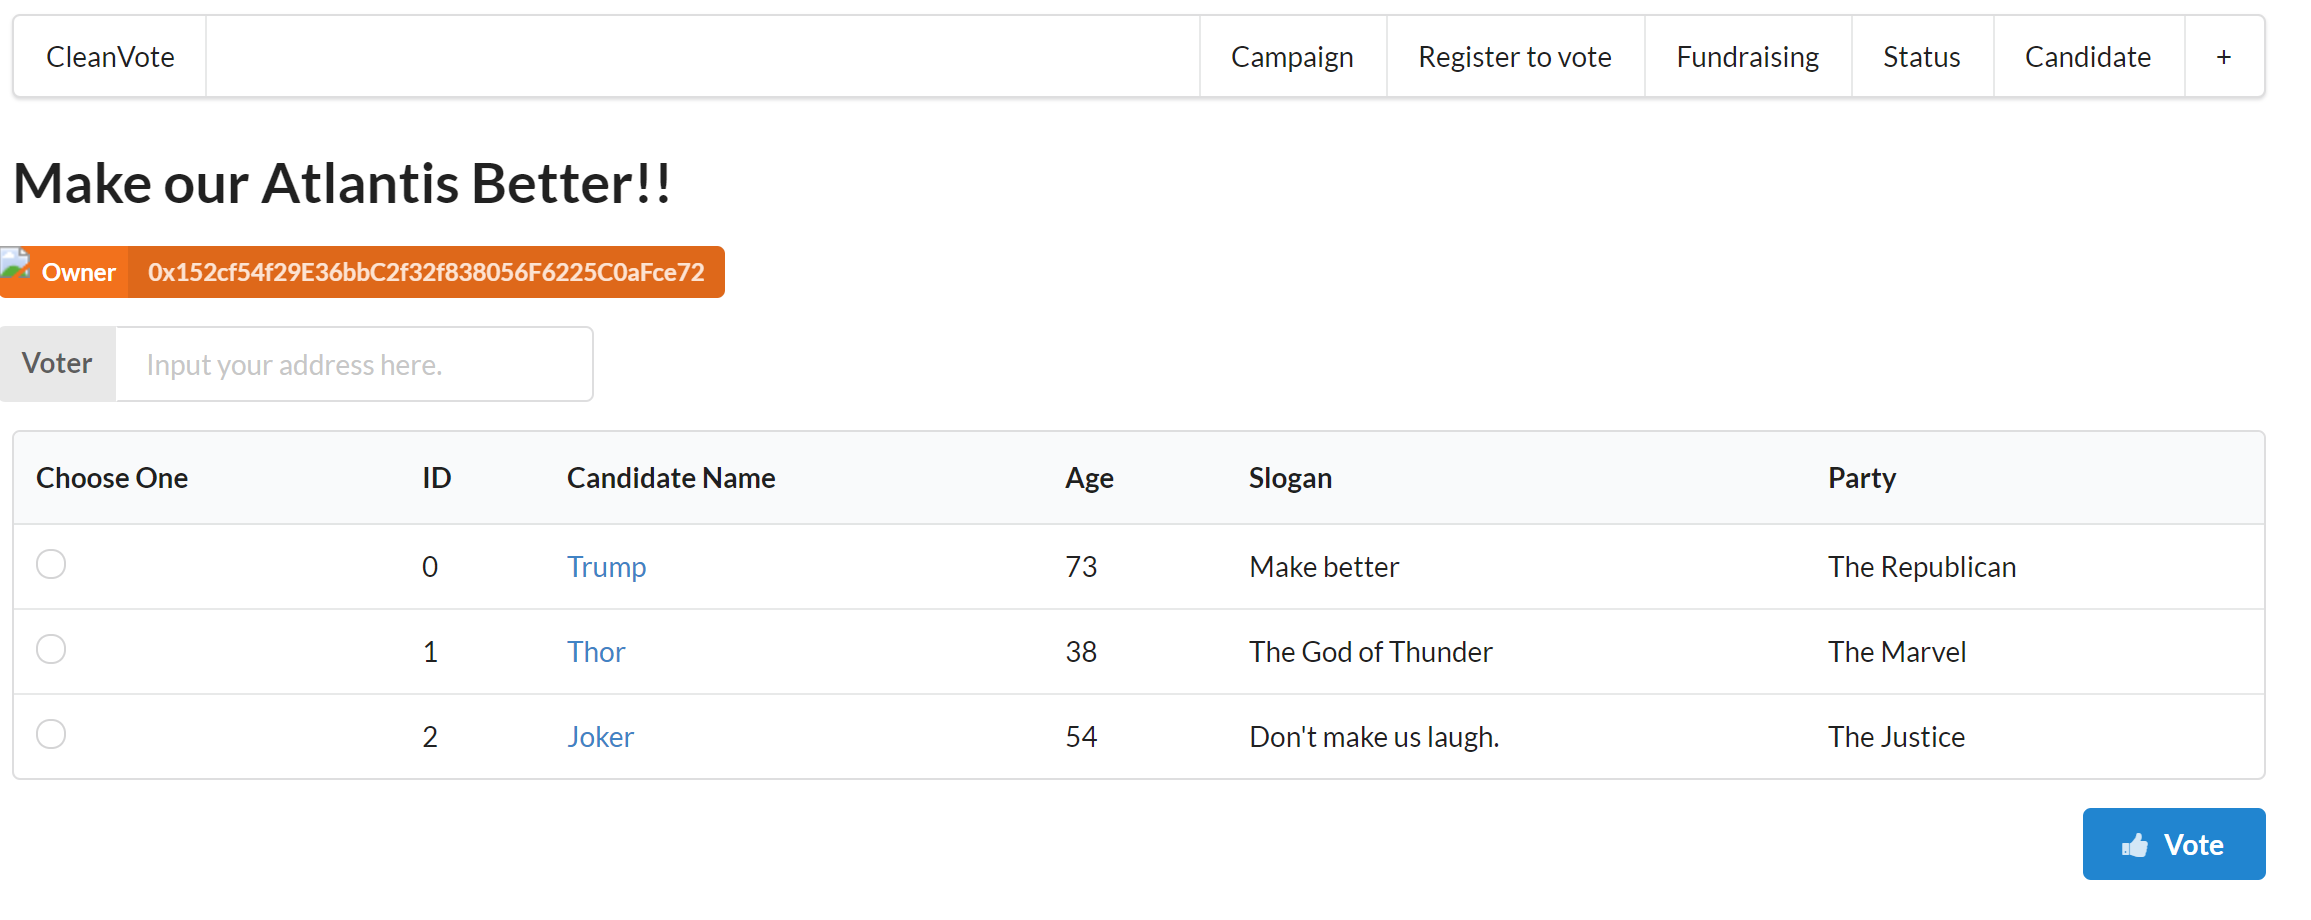 CleanVote Campaign Register to vote Fundraising Status Candidate +
Make our Atlantis Better!!
Owner 0x152cf54f29E36bbC2f32f838056F6225C0aFce72
Voter Input your address here.
Choose One ID Candidate Name Age Slogan Party
0 Trump 73 Make better The Republican
1 Thor 38 The God of Thunder The Marvel
2 Joker 54 Don't make us laugh. The Justice
Vote